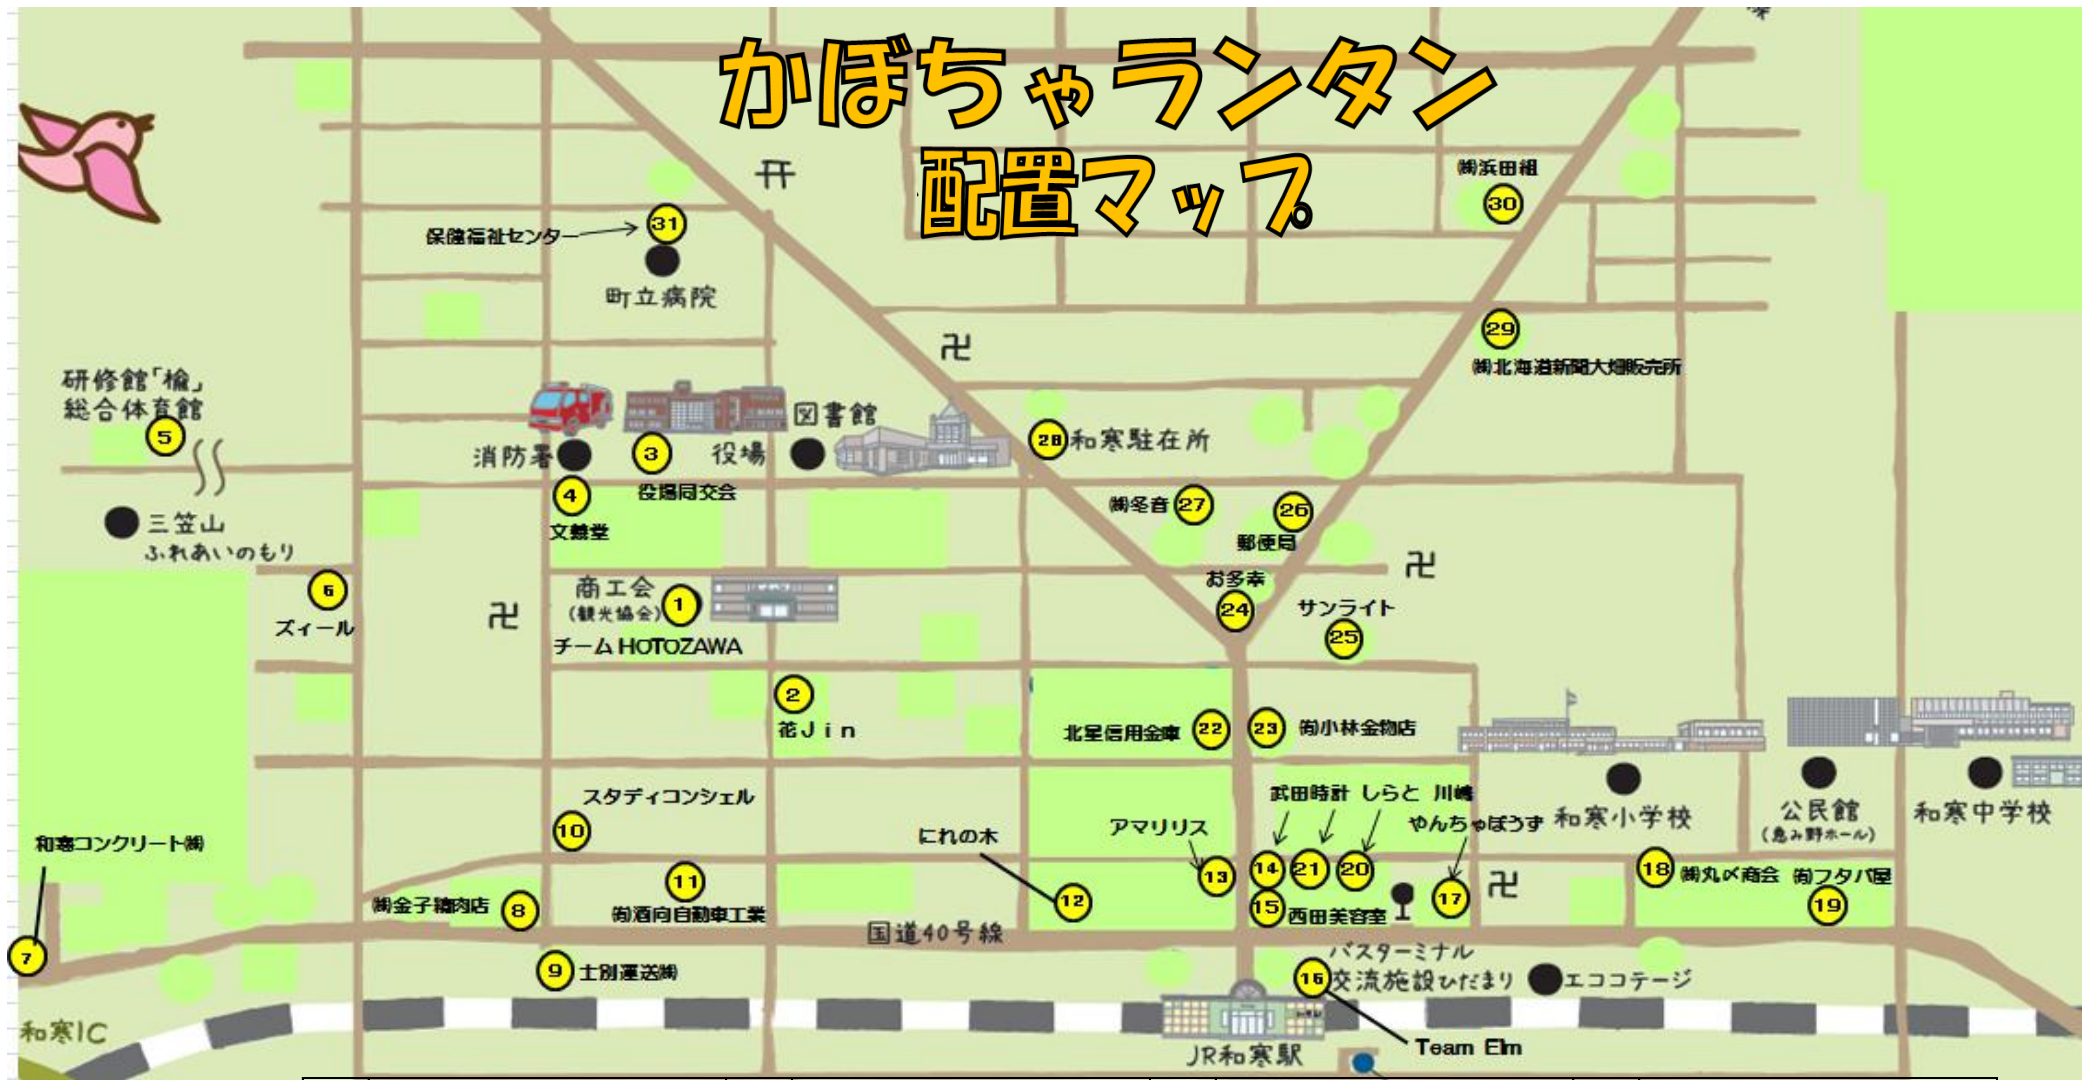 かぼちゃランタン
配置マップ
㈱浜田組
30
31
保健福祉センター
町立病院
29
㈱北海道新聞大畑販売所
研修館「楡」
総合体育館
5
図書館
消防署
3
役場
28
和寒駐在所
4
役場同交会
㈱冬音
27
26
文義堂
郵便局
三笠山
ふれあいのもり
6
ズィール
商工会
(観光協会)
1
チームHOTOZAWA
お多幸
24
サンライト
25
2
花Jin
北星信用金庫
22
23
㈲小林金物店
スタディコンシェル
10
武田時計
しらと
川嶋
やんちゃぼうず
和寒小学校
公民館
(恵み野ホール)
和寒中学校
アマリリス
にれの木
和寒コンクリート㈱
11
㈲酒向自動車工業
㈱金子精肉店
8
12
13
14
21
20
15
西田美容室
17
18
㈱丸〆商会
㈲フタバ屋
19
国道40号線
7
9
士別運送㈱
バスターミナル
16
交流施設ひだまり
エココテージ
和寒IC
JR和寒駅
Team Elm